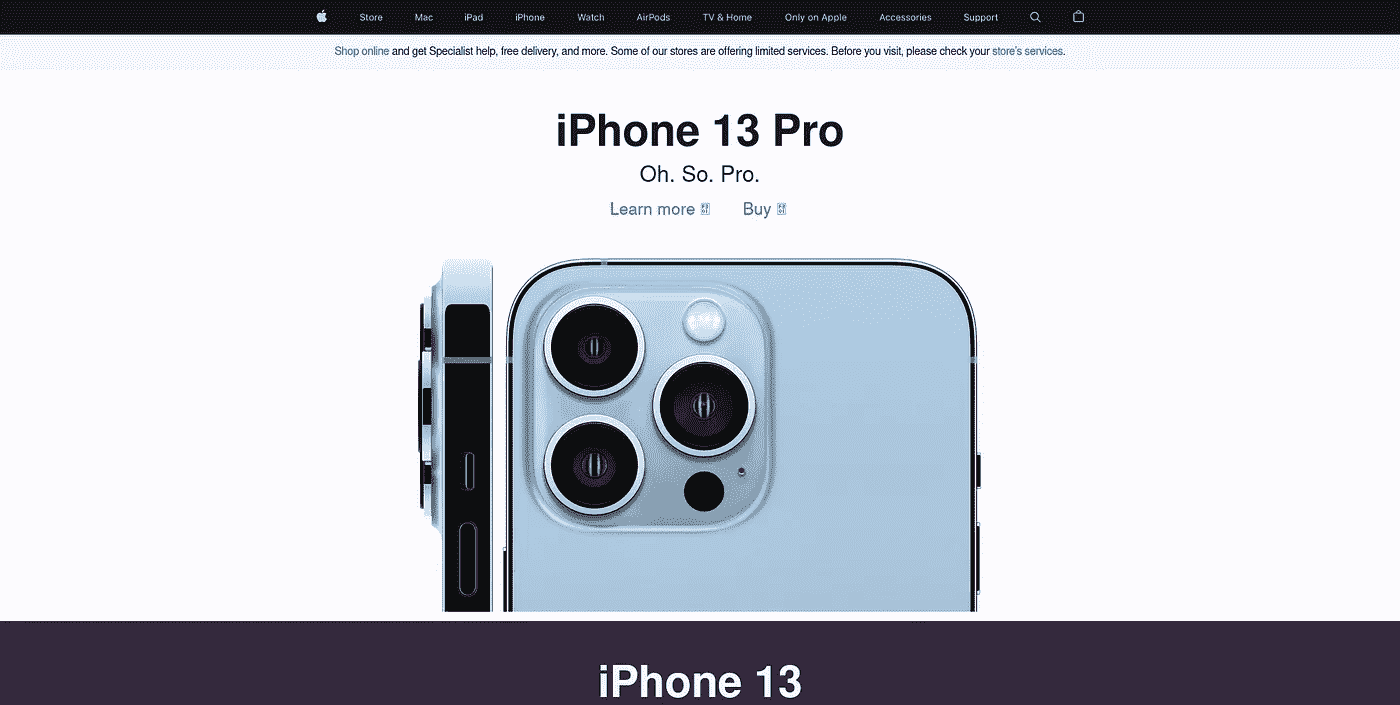 Store Mac iPad iPhone Watch AirPods TV & Home Only on Apple Accessories Support
Shop online and get Specialist help, free delivery, and more. Some of our stores are offering limited services. Before you visit, please check your store's services.
iPhone 13 Pro
Oh. So. Pro.
Learn more Buy
iPhone 13